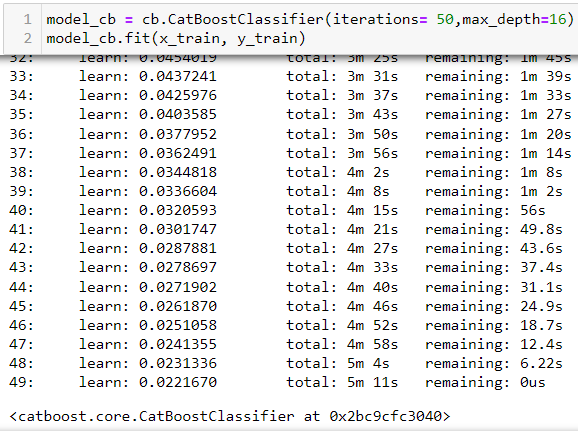 1 model_cb = cb.CatBoostClassifier(iterations= 50,max_depth=16)
2 model_cb.fit(x_train, y_train)
32: learn: 0.0454019 total: 3m 25s remaining: 1m 45s
33: learn: 0.0437241 total: 3m 31s remaining: 1m 39s
34: learn: 0.0425976 total: 3m 37s remaining: 1m 33s
35: learn: 0.0403585 total: 3m 43s remaining: 1m 27s
36: learn: 0.0377952 total: 3m 50s remaining: 1m 20s
37: learn: 0.0362491 total: 3m 56s remaining: 1m 14s
38: learn: 0.0344818 total: 4m 2s remaining: 1m 8s
39: learn: 0.0336604 total: 4m 8s remaining: 1m 2s
40: learn: 0.0320593 total: 4m 15s remaining: 56s
41: learn: 0.0301747 total: 4m 21s remaining: 49.8s
42: learn: 0.0287881 total: 4m 27s remaining: 43.6s
43: learn: 0.0278697 total: 4m 33s remaining: 37.4s
44: learn: 0.0271902 total: 4m 40s remaining: 31.1s
45: learn: 0.0261870 total: 4m 46s remaining: 24.9s
46: learn: 0.0251058 total: 4m 52s remaining: 18.7s
47: learn: 0.0241355 total: 4m 58s remaining: 12.4s
48: learn: 0.0231336 total: 5m 4s remaining: 6.22s
49: learn: 0.0221670 total: 5m 11s remaining: 0us
<catboost.core.CatBoostClassifier at 0x2bc9cfc3040>